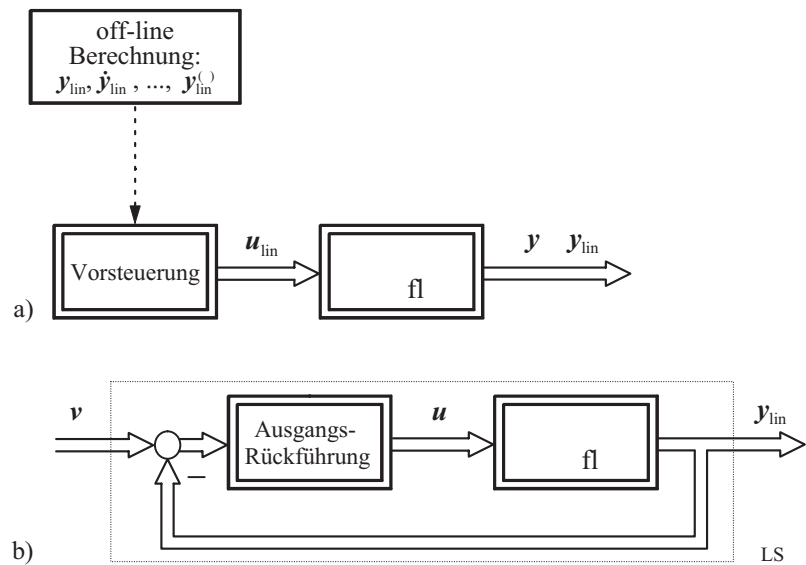 off-line
Berechnung:
y_lin, ẏ_lin , ..., y_lin^( )
Vorsteuerung
u_lin
fl
y y_lin
a)
v
Ausgangs-
Rückführung
u
fl
y_lin
–
b)
LS